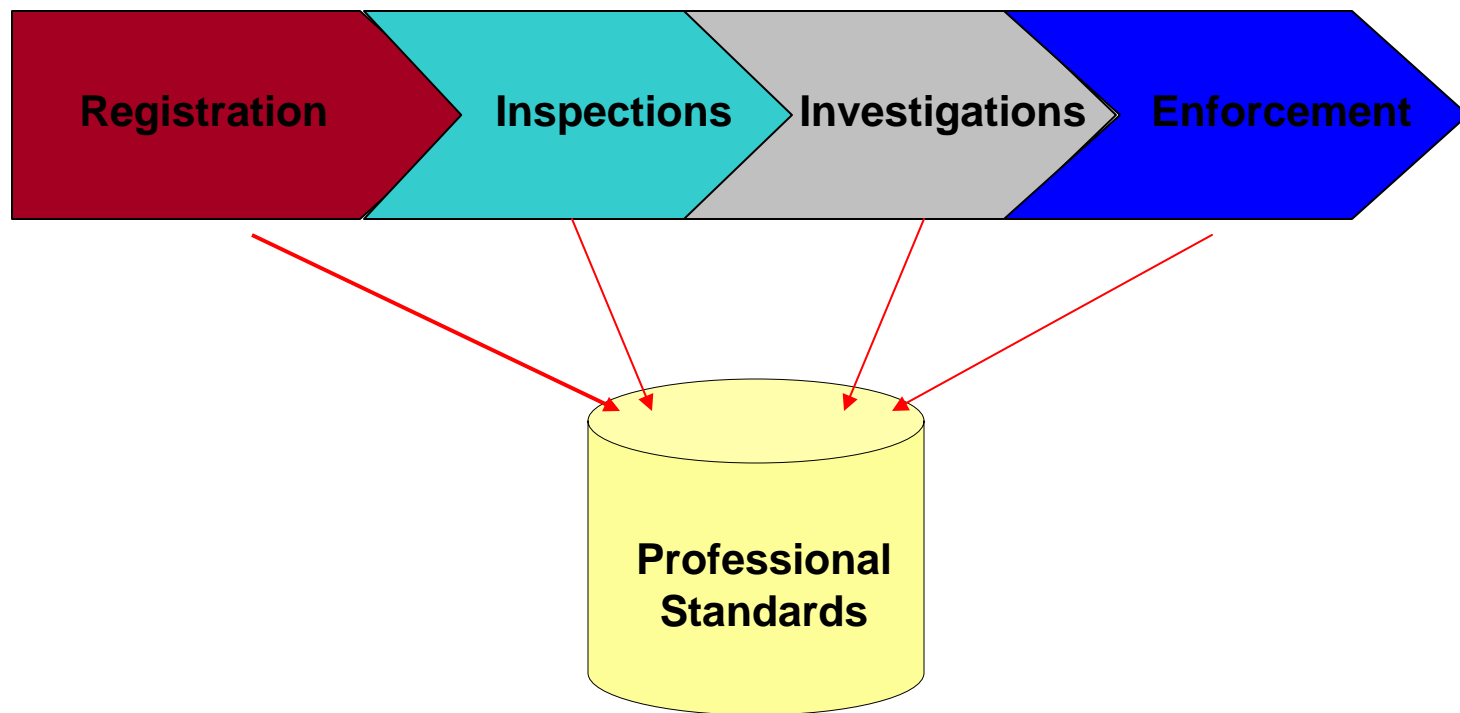 Registration
Inspections
Investigations
Enforcement
Professional
Standards